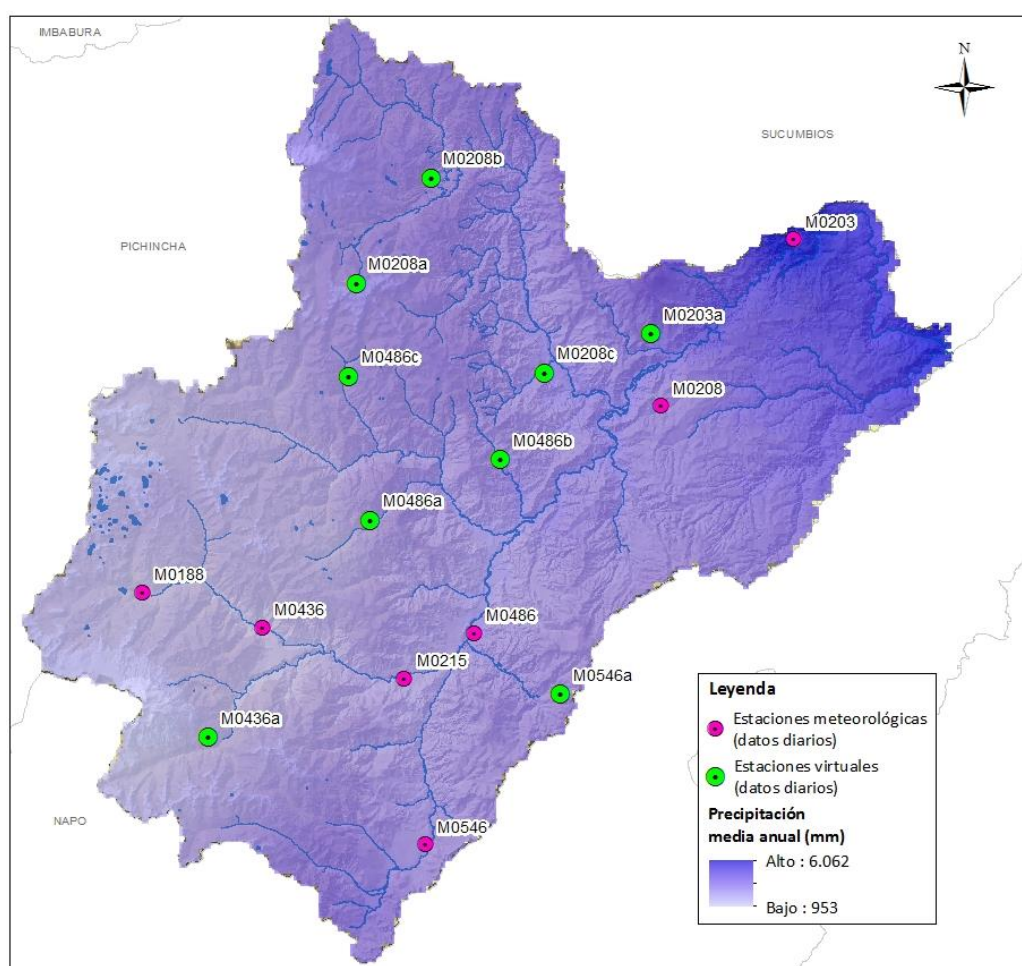 IMBABURA
N
SUCUMBIOS
M0208b
M0203
PICHINCHA
M0208a
M0203a
M0486c
M0208c
M0208
M0486b
M0486a
M0188
M0436
M0486
M0215
M0546a
M0436a
NAPO
M0546
Leyenda
Estaciones meteorológicas
(datos diarios)
Estaciones virtuales
(datos diarios)
Precipitación
media anual (mm)
Alto : 6.062
Bajo : 953